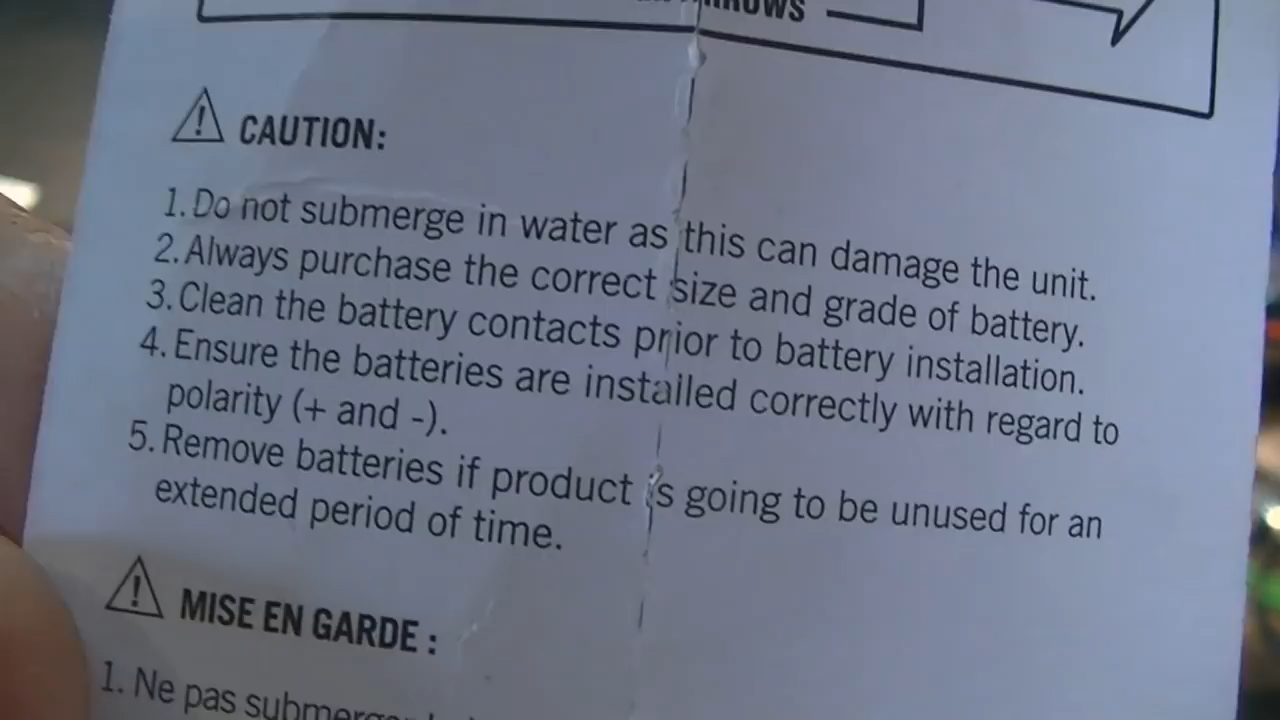 CAUTION:
1. Do not submerge in water as this can damage the unit.
2. Always purchase the correct size and grade of battery.
3. Clean the battery contacts prior to battery installation.
4. Ensure the batteries are installed correctly with regard to
polarity (+ and -).
5. Remove batteries if product is going to be unused for an
extended period of time.
MISE EN GARDE :
1. Ne pas